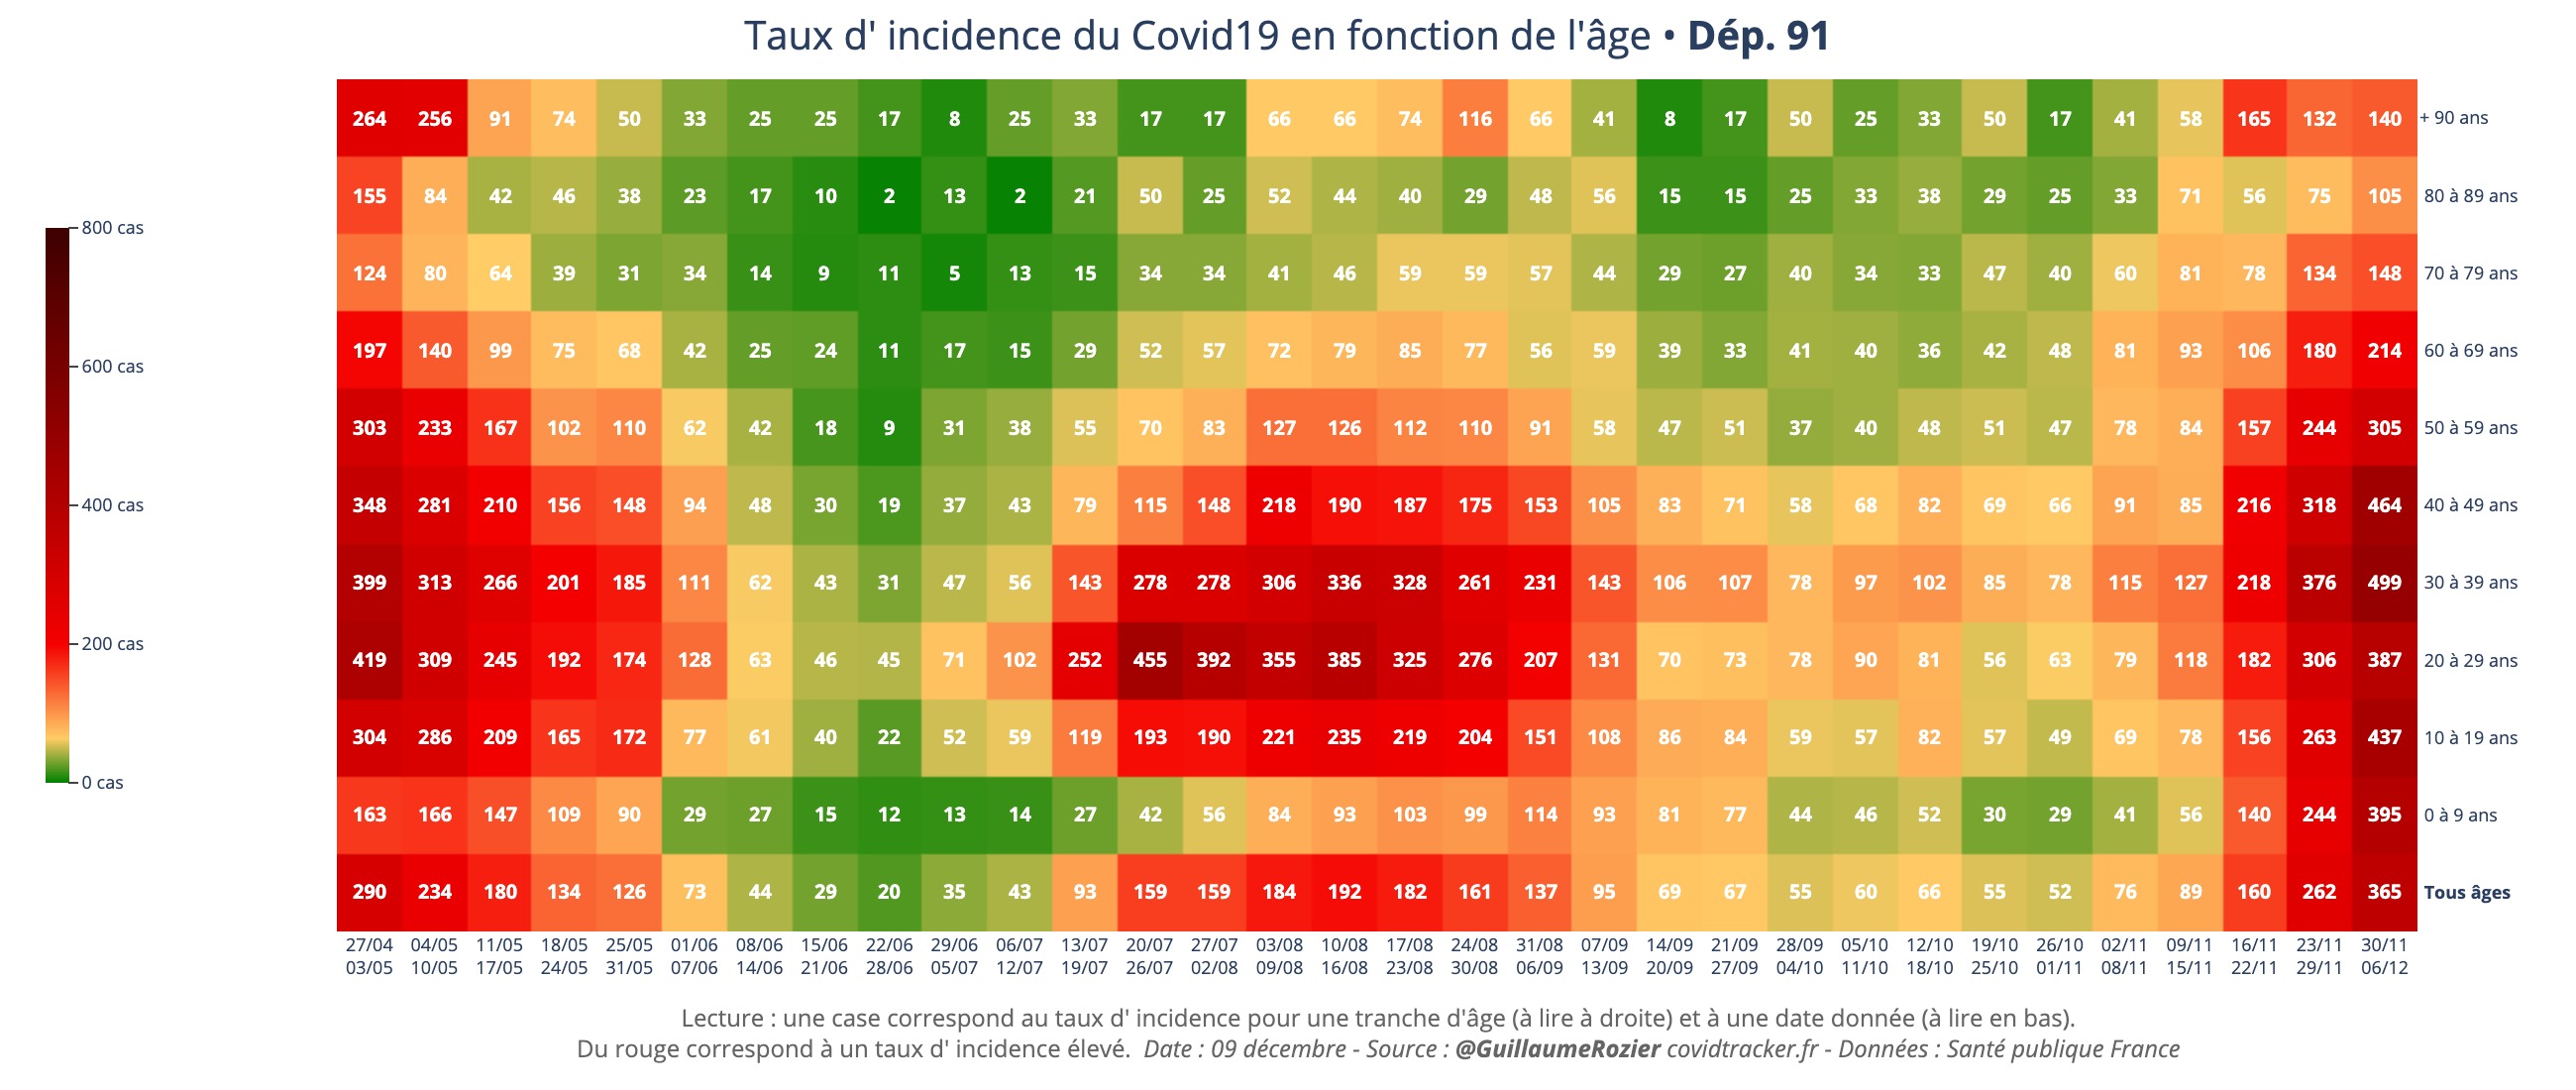 Taux d' incidence du Covid19 en fonction de l'âge • Dép. 91
800 cas
600 cas
400 cas
200 cas
0 cas
264 256 91 74 50 33 25 25 17 8 25 33 17 17 66 66 74 116 66 41 8 17 50 25 33 50 17 41 58 165 132 140 + 90 ans
155 84 42 46 38 23 17 10 2 13 2 21 50 25 52 44 40 29 48 56 15 15 25 33 38 29 25 33 71 56 75 105 80 à 89 ans
124 80 64 39 31 34 14 9 11 5 13 15 34 34 41 46 59 59 57 44 29 27 40 34 33 47 40 60 81 78 134 148 70 à 79 ans
197 140 99 75 68 42 25 24 11 17 15 29 52 57 72 79 85 77 56 59 39 33 41 40 36 42 48 81 93 106 180 214 60 à 69 ans
303 233 167 102 110 62 42 18 9 31 38 55 70 83 127 126 112 110 91 58 47 51 37 40 48 51 47 78 84 157 244 305 50 à 59 ans
348 281 210 156 148 94 48 30 19 37 43 79 115 148 218 190 187 175 153 105 83 71 58 68 82 69 66 91 85 216 318 464 40 à 49 ans
399 313 266 201 185 111 62 43 31 47 56 143 278 278 306 336 328 261 231 143 106 107 78 97 102 85 78 115 127 218 376 499 30 à 39 ans
419 309 245 192 174 128 63 46 45 71 102 252 455 392 355 385 325 276 207 131 70 73 78 90 81 56 63 79 118 182 306 387 20 à 29 ans
304 286 209 165 172 77 61 40 22 52 59 119 193 190 221 235 219 204 151 108 86 84 59 57 82 57 49 69 78 156 263 437 10 à 19 ans
163 166 147 109 90 29 27 15 12 13 14 27 42 56 84 93 103 99 114 93 81 77 44 46 52 30 29 41 56 140 244 395 0 à 9 ans
290 234 180 134 126 73 44 29 20 35 43 93 159 159 184 192 182 161 137 95 69 67 55 60 66 55 52 76 89 160 262 365 Tous âges
27/04 04/05 11/05 18/05 25/05 01/06 08/06 15/06 22/06 29/06 06/07 13/07 20/07 27/07 03/08 10/08 17/08 24/08 31/08 07/09 14/09 21/09 28/09 05/10 12/10 19/10 26/10 02/11 09/11 16/11 23/11 30/11
03/05 10/05 17/05 24/05 31/05 07/06 14/06 21/06 28/06 05/07 12/07 19/07 26/07 02/08 09/08 16/08 23/08 30/08 06/09 13/09 20/09 27/09 04/10 11/10 18/10 25/10 01/11 08/11 15/11 22/11 29/11 06/12
Lecture : une case correspond au taux d' incidence pour une tranche d'âge (à lire à droite) et à une date donnée (à lire en bas).
Du rouge correspond à un taux d' incidence élevé. Date : 09 décembre - Source : @GuillaumeRozier covidtracker.fr - Données : Santé publique France